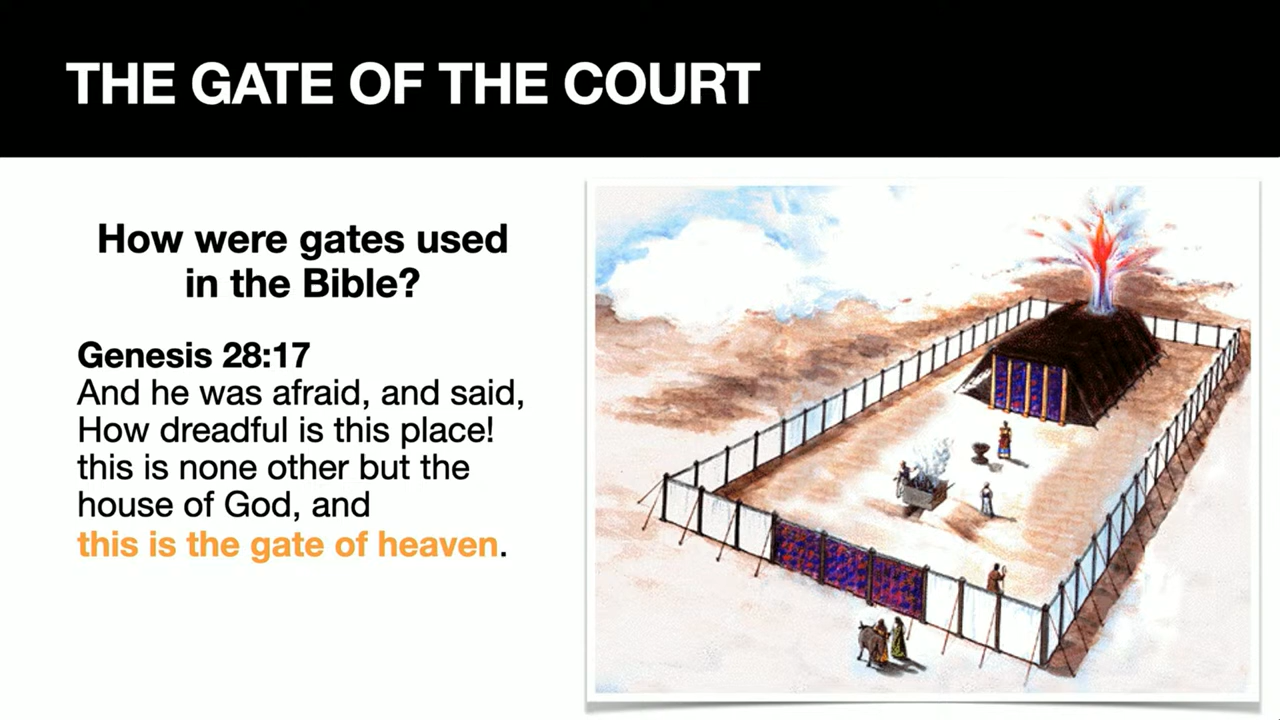 THE GATE OF THE COURT
How were gates used
in the Bible?
Genesis 28:17
And he was afraid, and said,
How dreadful is this place!
this is none other but the
house of God, and
this is the gate of heaven.